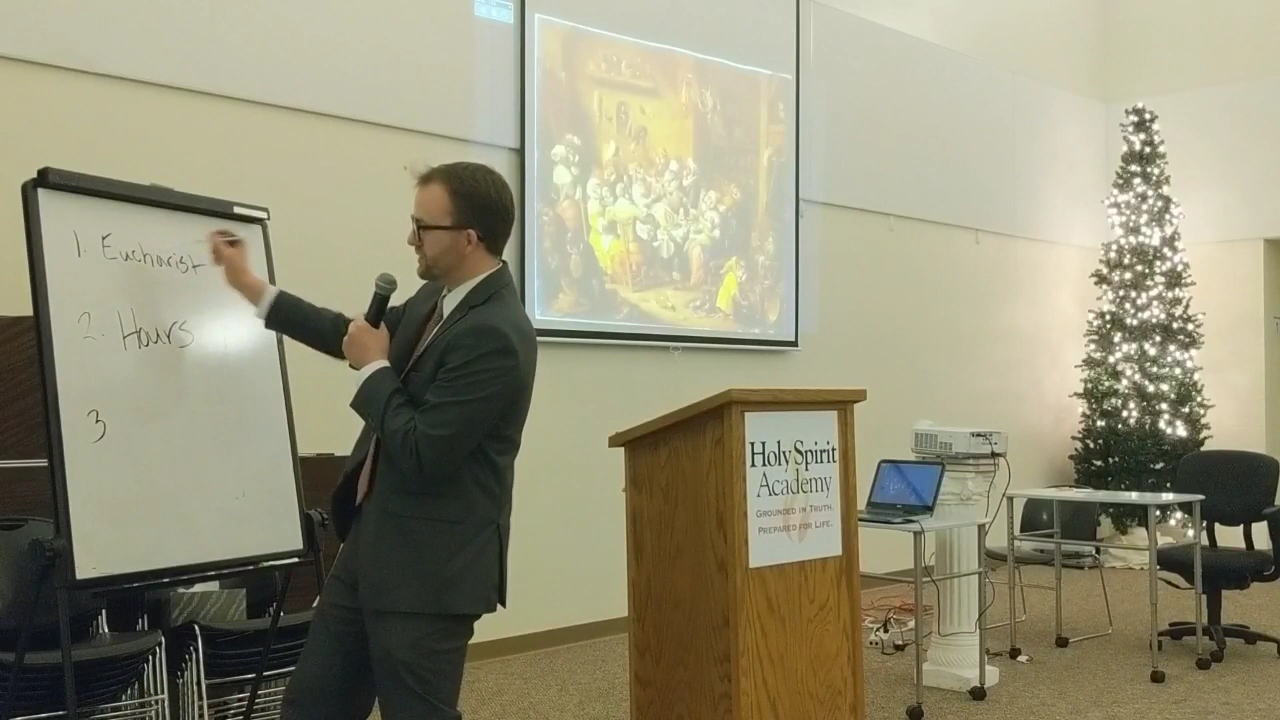 1. Eucharist
2. Hours
3
Holy Spirit
Academy
GROUNDED IN TRUTH.
PREPARED FOR LIFE.